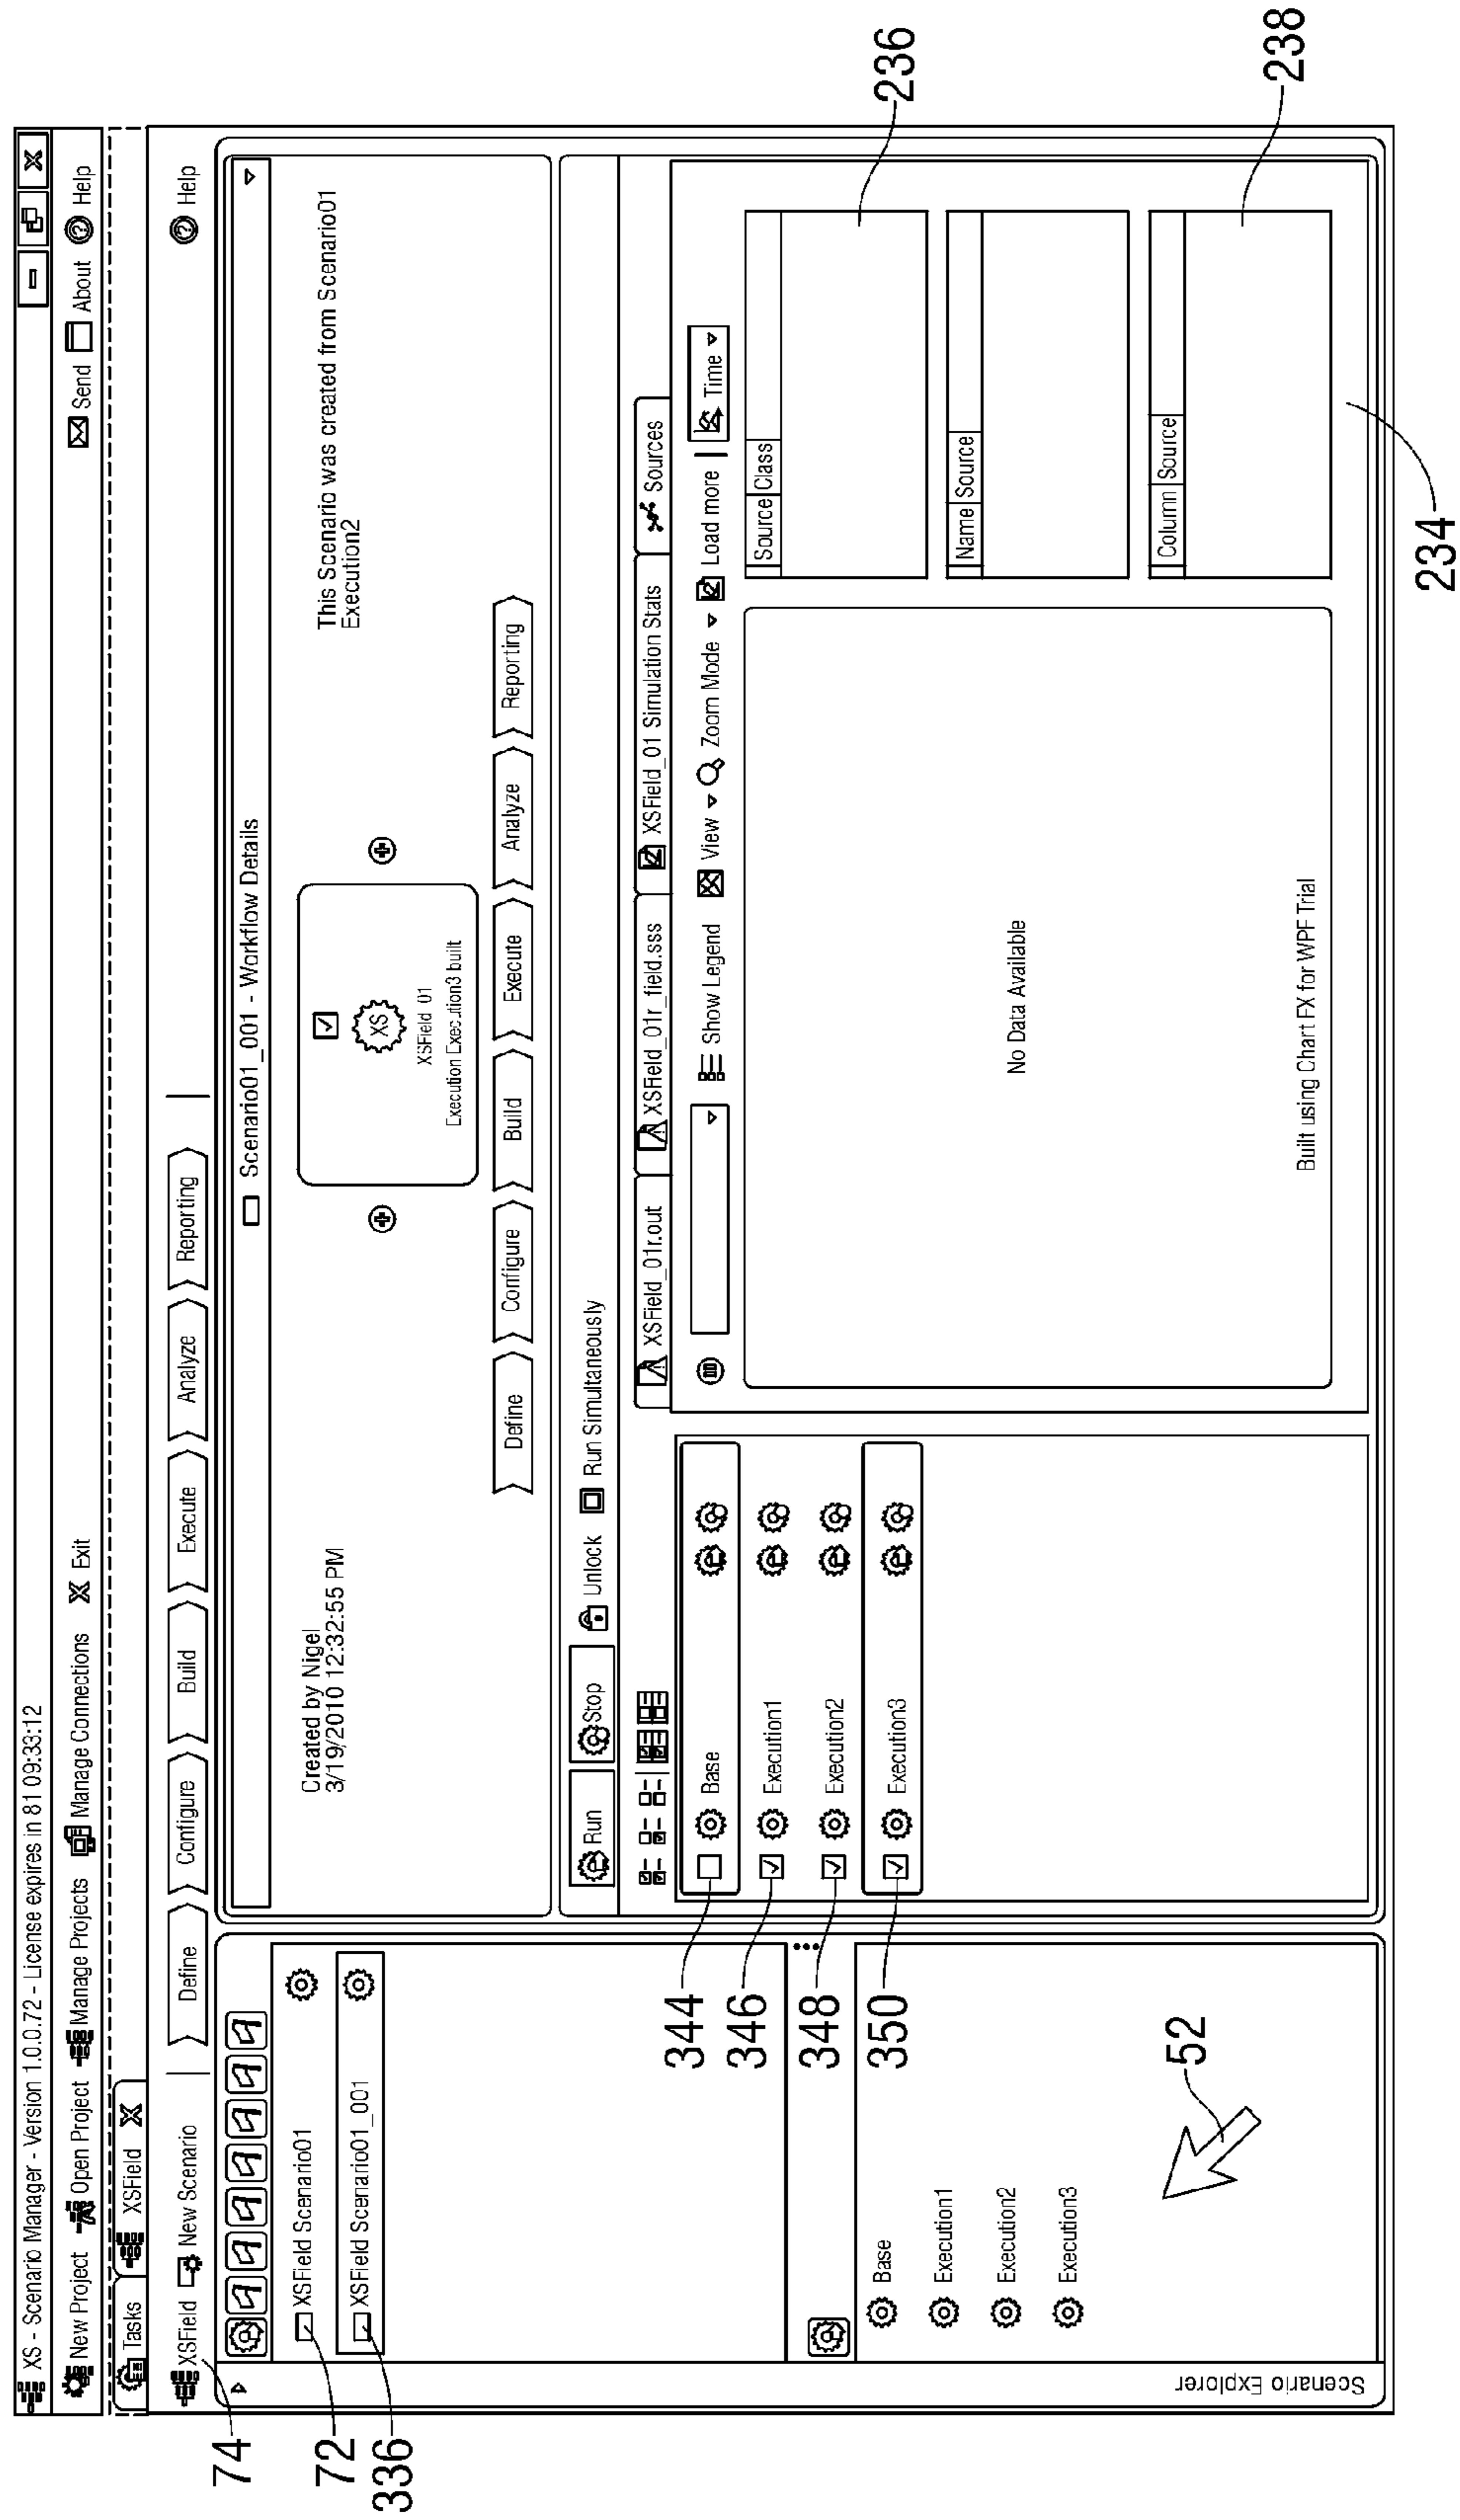 XS - Scenario Manager - Version 1.0.0.72 - License expires in 81 09:33:12
New Project Open Project Manage Projects Manage Connections X Exit Send About Help
Tasks XSField X
XSField New Scenario Define Configure Build Execute Analyze Reporting Help
74
XSField Scenario01
72
XSField Scenario01_001
336
Scenario Explorer
Base
Execution1
Execution2
Execution3
52
Scenario01_001 - Workflow Details
Created by Nigel
3/19/2010 12:32:55 PM
XS
XSField_01
Execution Execution3 built
This Scenario was created from Scenario01
Execution2
Define Configure Build Execute Analyze Reporting
Run Stop Unlock Run Simultaneously
Base
Execution1
Execution2
Execution3
344
346
348
350
XSField_01r.out XSField_01r_field.sss XSField_01 Simulation Stats Sources
Show Legend View Zoom Mode Load more Time
No Data Available
Built using Chart FX for WPF Trial
Source Class
Name Source
Column Source
236
238
234